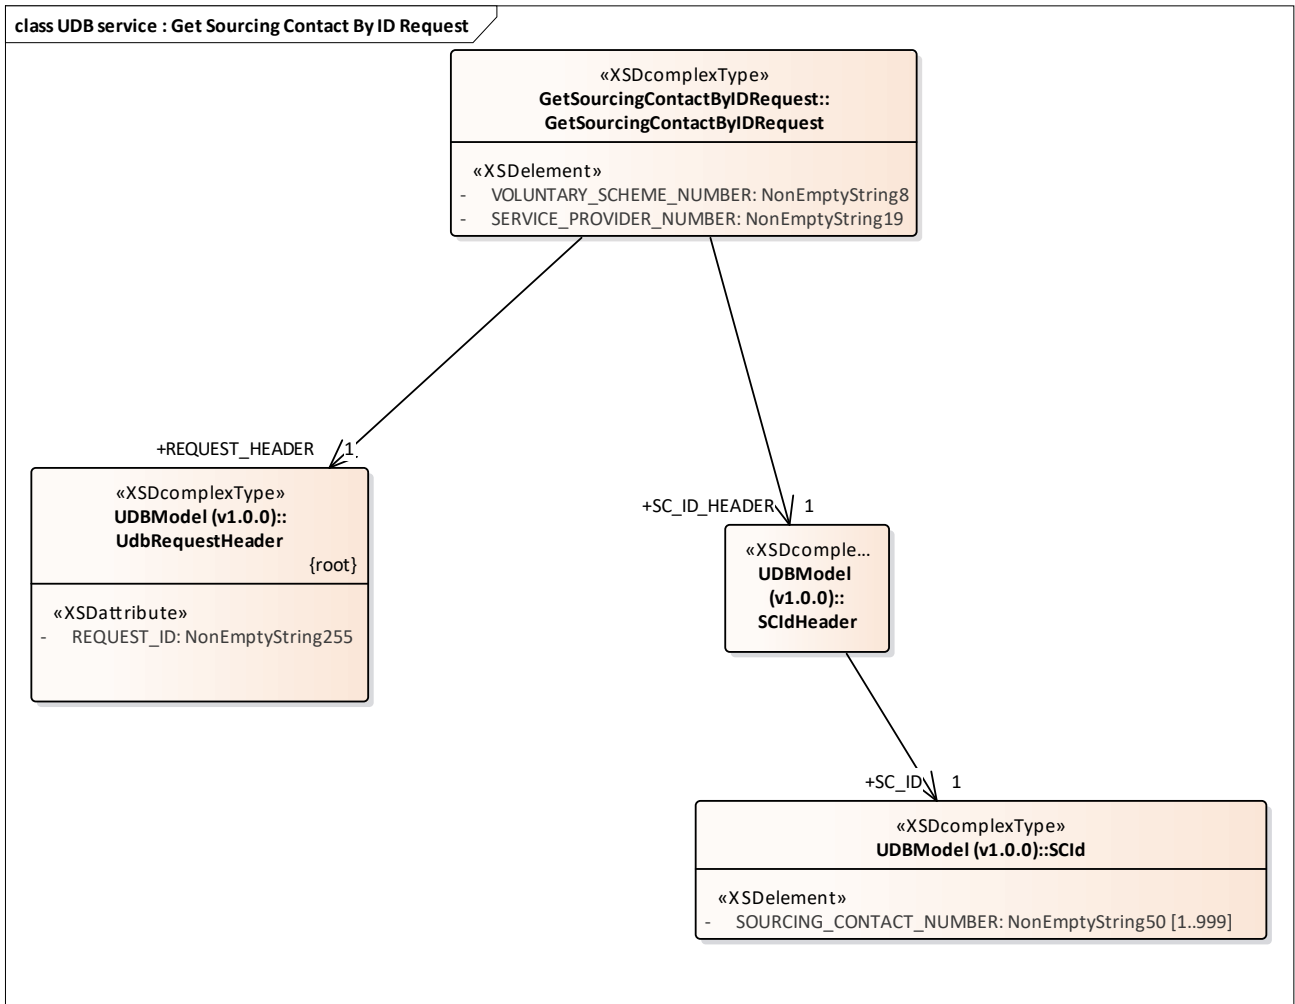 class UDB service : Get Sourcing Contact By ID Request
«XSDcomplexType»
GetSourcingContactByIDRequest::
GetSourcingContactByIDRequest
«XSDelement»
- VOLUNTARY_SCHEME_NUMBER: NonEmptyString8
- SERVICE_PROVIDER_NUMBER: NonEmptyString19
+REQUEST_HEADER 1
«XSDcomplexType»
UDBModel (v1.0.0)::
UdbRequestHeader
{root}
«XSDattribute»
- REQUEST_ID: NonEmptyString255
+SC_ID_HEADER 1
«XSDcomple...
UDBModel
(v1.0.0)::
SCIdHeader
+SC_ID 1
«XSDcomplexType»
UDBModel (v1.0.0)::SCId
«XSDelement»
- SOURCING_CONTACT_NUMBER: NonEmptyString50 [1..999]